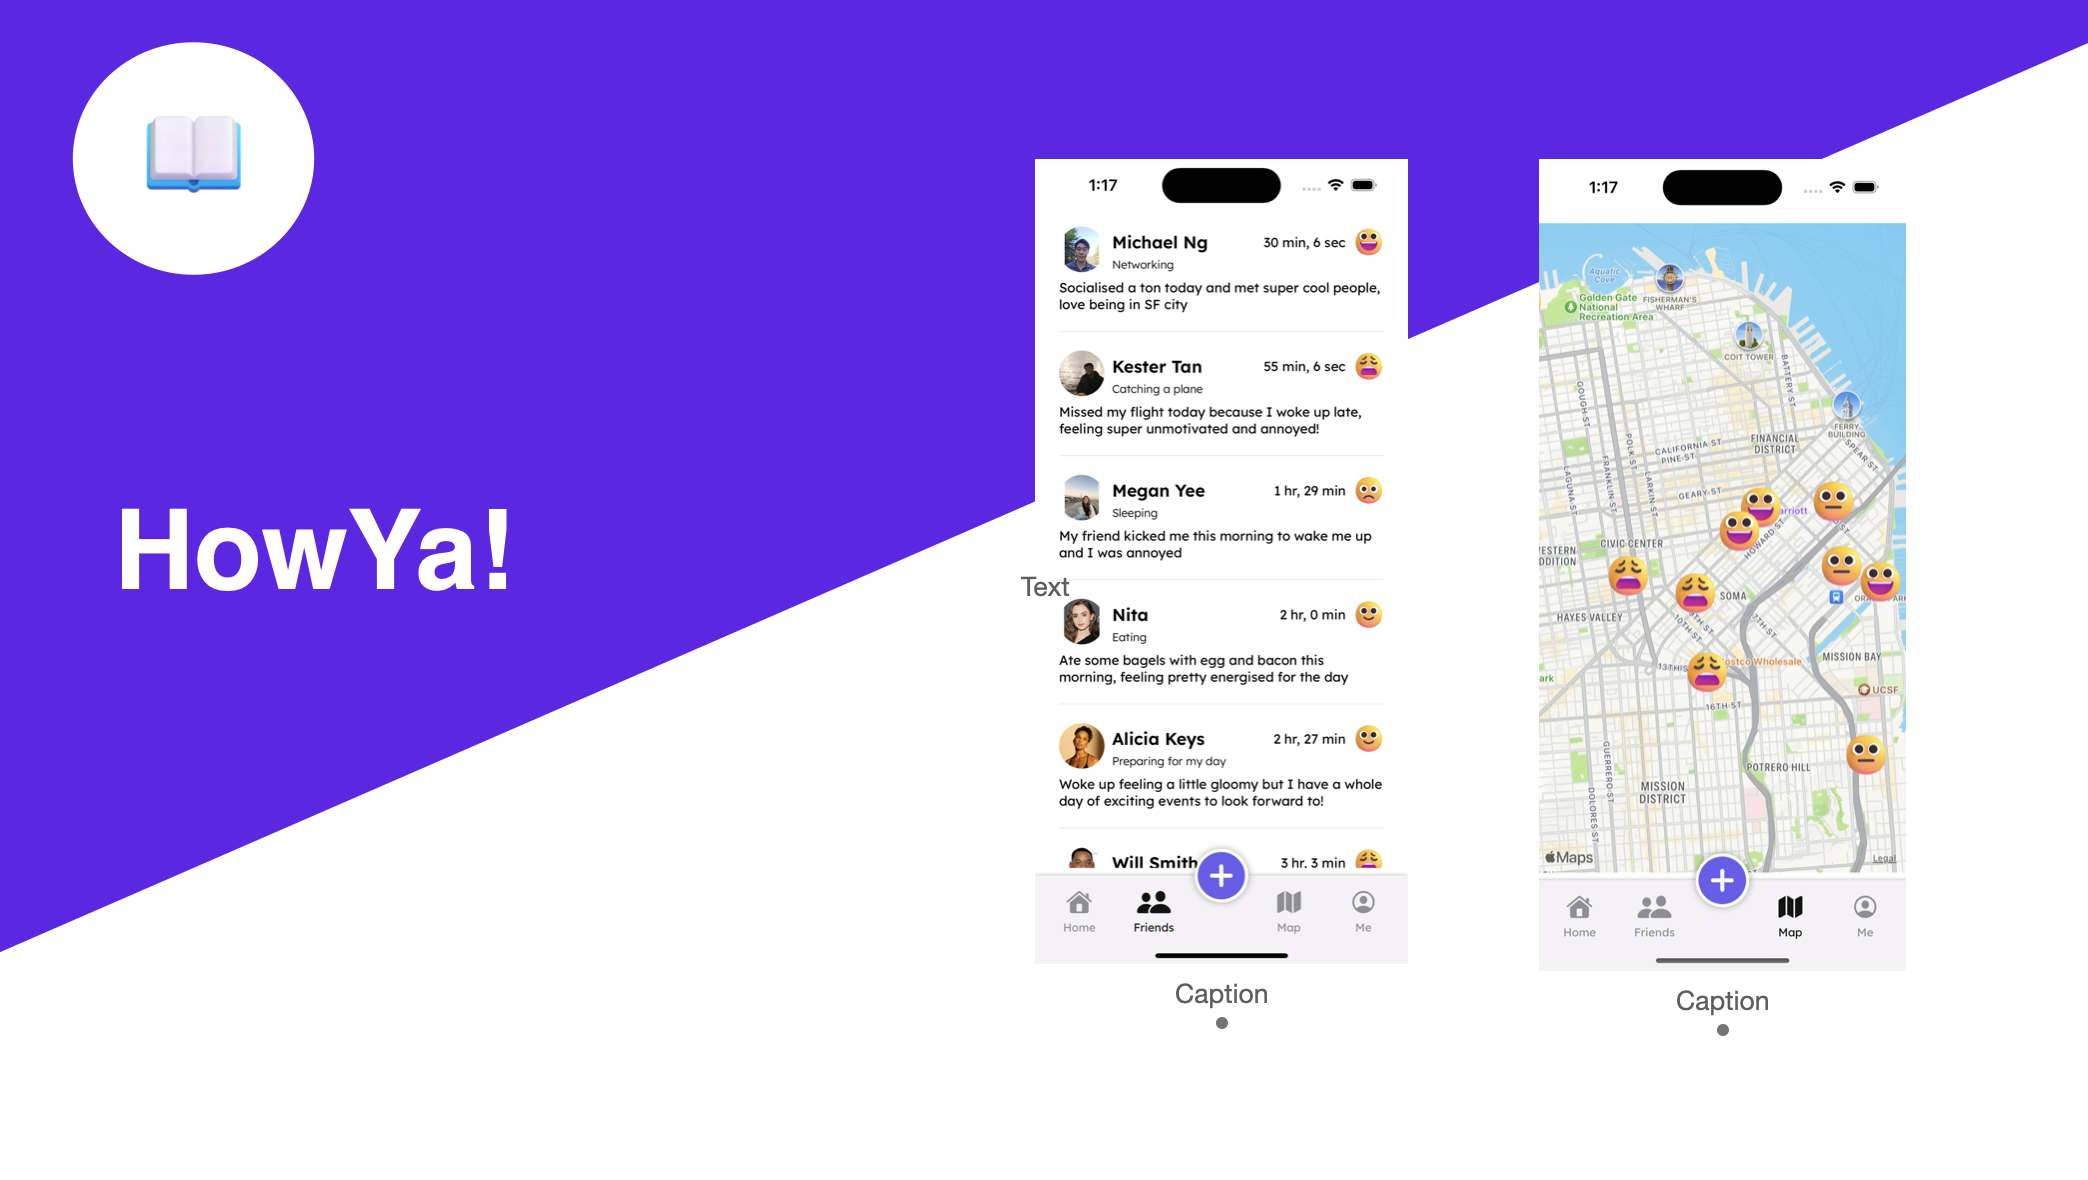 HowYa!
Text
1:17
Michael Ng
30 min, 6 sec
Networking
Socialised a ton today and met super cool people,
love being in SF city
Kester Tan
55 min, 6 sec
Catching a plane
Missed my flight today because I woke up late,
feeling super unmotivated and annoyed!
Megan Yee
1 hr, 29 min
Sleeping
My friend kicked me this morning to wake me up
and I was annoyed
Nita
2 hr, 0 min
Eating
Ate some bagels with egg and bacon this
morning, feeling pretty energised for the day
Alicia Keys
2 hr, 27 min
Preparing for my day
Woke up feeling a little gloomy but I have a whole
day of exciting events to look forward to!
Will Smith
3 hr, 3 min
Home
Friends
Map
Me
Caption
1:17
Aquatic
Cove
Golden Gate
National
Recreation Area
FISHERMAN'S
WHARF
COIT TOWER
BATTERY ST
GOUGH ST
FERRY
BUILDING
FINANCIAL
DISTRICT
SPEAR ST
CALIFORNIA ST
PINE ST
POLK ST
LARKIN ST
FRANKLIN ST
LAGUNA ST
GEARY ST
arriott
HOWARD ST
CIVIC CENTER
ESTERN
DDITION
SOMA
HAYES VALLEY
9TH ST
10TH ST
7TH ST
MISSION BAY
13TH S
ostco Wholesale
ark
UCSF
16TH ST
GUERRERO ST
DOLORES ST
POTRERO HILL
MISSION
DISTRICT
Maps
Legal
Home
Friends
Map
Me
Caption